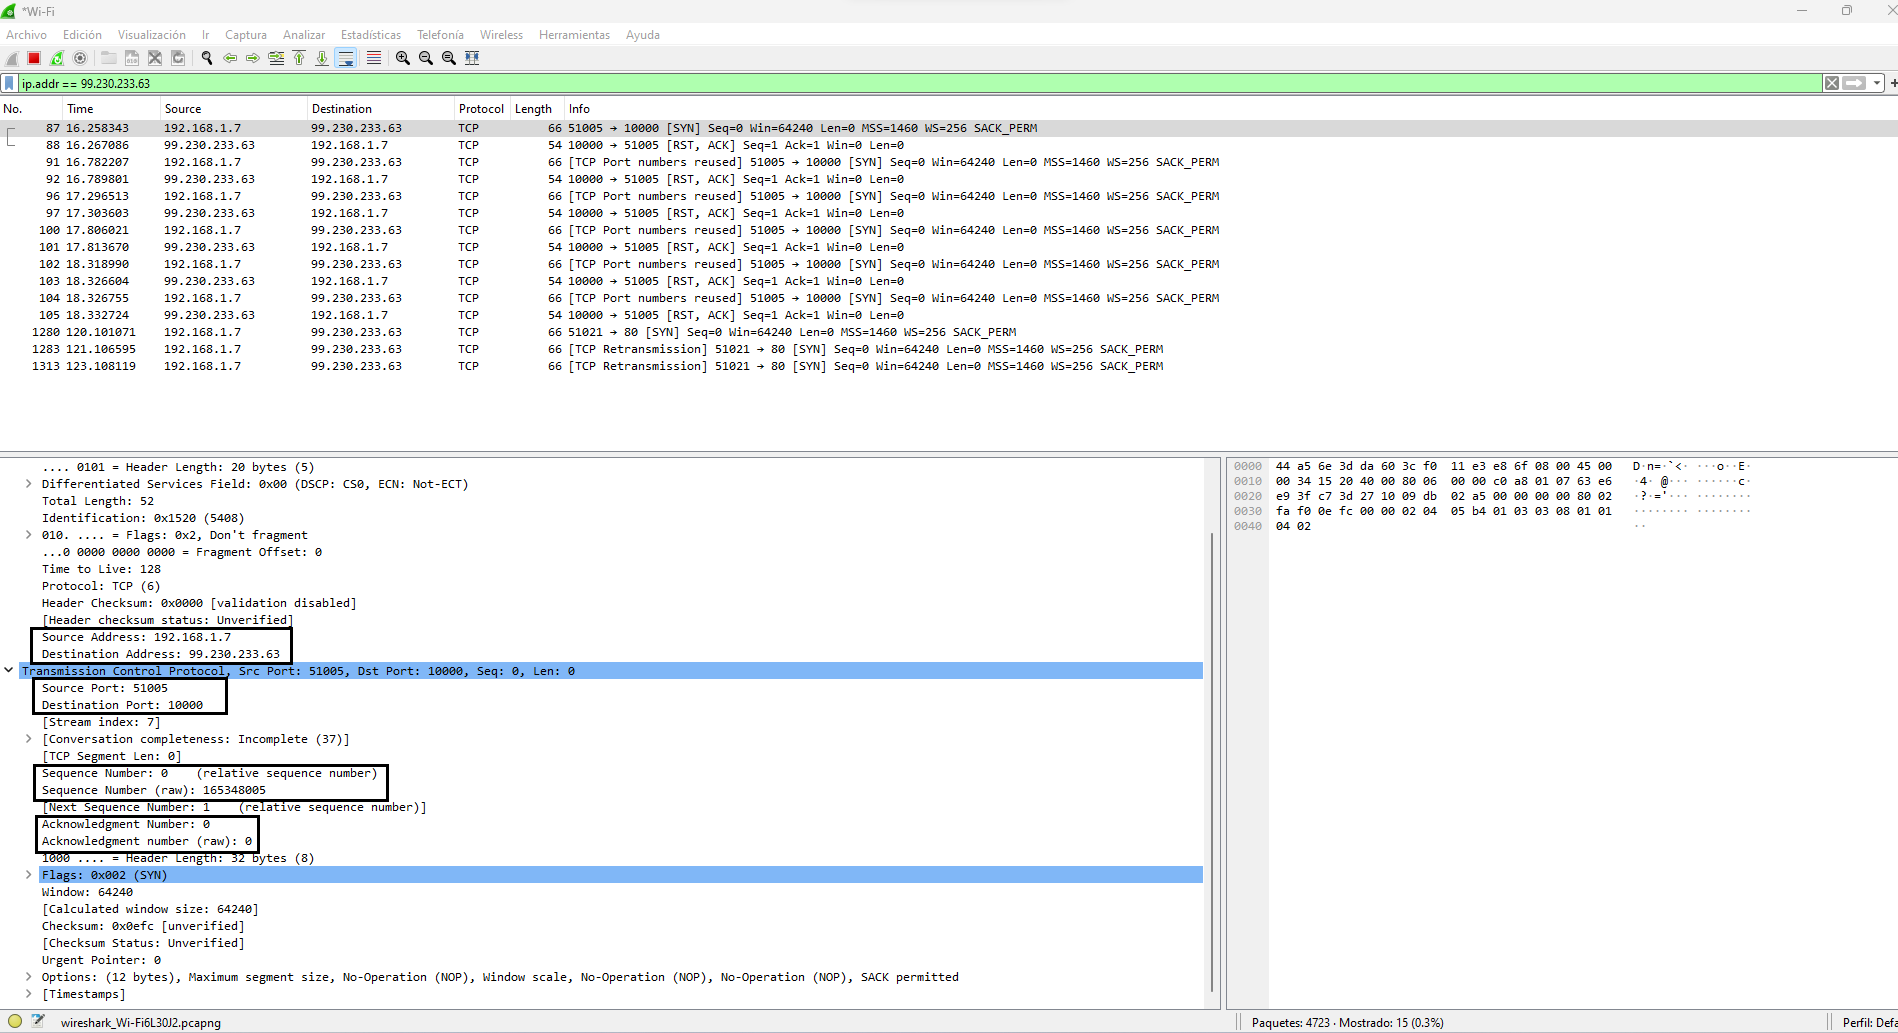 *Wi-Fi
Archivo Edición Visualización Ir Captura Analizar Estadísticas Telefonía Wireless Herramientas Ayuda
ip.addr == 99.230.233.63
No. Time Source Destination Protocol Length Info
87 16.258343 192.168.1.7 99.230.233.63 TCP 66 51005 → 10000 [SYN] Seq=0 Win=64240 Len=0 MSS=1460 WS=256 SACK_PERM
88 16.267086 99.230.233.63 192.168.1.7 TCP 54 10000 → 51005 [RST, ACK] Seq=1 Ack=1 Win=0 Len=0
91 16.782207 192.168.1.7 99.230.233.63 TCP 66 [TCP Port numbers reused] 51005 → 10000 [SYN] Seq=0 Win=64240 Len=0 MSS=1460 WS=256 SACK_PERM
92 16.789801 99.230.233.63 192.168.1.7 TCP 54 10000 → 51005 [RST, ACK] Seq=1 Ack=1 Win=0 Len=0
96 17.296513 192.168.1.7 99.230.233.63 TCP 66 [TCP Port numbers reused] 51005 → 10000 [SYN] Seq=0 Win=64240 Len=0 MSS=1460 WS=256 SACK_PERM
97 17.303603 99.230.233.63 192.168.1.7 TCP 54 10000 → 51005 [RST, ACK] Seq=1 Ack=1 Win=0 Len=0
100 17.806021 192.168.1.7 99.230.233.63 TCP 66 [TCP Port numbers reused] 51005 → 10000 [SYN] Seq=0 Win=64240 Len=0 MSS=1460 WS=256 SACK_PERM
101 17.813670 99.230.233.63 192.168.1.7 TCP 54 10000 → 51005 [RST, ACK] Seq=1 Ack=1 Win=0 Len=0
102 18.318990 192.168.1.7 99.230.233.63 TCP 66 [TCP Port numbers reused] 51005 → 10000 [SYN] Seq=0 Win=64240 Len=0 MSS=1460 WS=256 SACK_PERM
103 18.326604 99.230.233.63 192.168.1.7 TCP 54 10000 → 51005 [RST, ACK] Seq=1 Ack=1 Win=0 Len=0
104 18.326755 192.168.1.7 99.230.233.63 TCP 66 [TCP Port numbers reused] 51005 → 10000 [SYN] Seq=0 Win=64240 Len=0 MSS=1460 WS=256 SACK_PERM
105 18.332724 99.230.233.63 192.168.1.7 TCP 54 10000 → 51005 [RST, ACK] Seq=1 Ack=1 Win=0 Len=0
1280 120.101071 192.168.1.7 99.230.233.63 TCP 66 51021 → 80 [SYN] Seq=0 Win=64240 Len=0 MSS=1460 WS=256 SACK_PERM
1283 121.106595 192.168.1.7 99.230.233.63 TCP 66 [TCP Retransmission] 51021 → 80 [SYN] Seq=0 Win=64240 Len=0 MSS=1460 WS=256 SACK_PERM
1313 123.108119 192.168.1.7 99.230.233.63 TCP 66 [TCP Retransmission] 51021 → 80 [SYN] Seq=0 Win=64240 Len=0 MSS=1460 WS=256 SACK_PERM
.... 0101 = Header Length: 20 bytes (5)
Differentiated Services Field: 0x00 (DSCP: CS0, ECN: Not-ECT)
Total Length: 52
Identification: 0x1520 (5408)
010. .... = Flags: 0x2, Don't fragment
...0 0000 0000 0000 = Fragment Offset: 0
Time to Live: 128
Protocol: TCP (6)
Header Checksum: 0x0000 [validation disabled]
[Header checksum status: Unverified]
Source Address: 192.168.1.7
Destination Address: 99.230.233.63
Transmission Control Protocol, Src Port: 51005, Dst Port: 10000, Seq: 0, Len: 0
Source Port: 51005
Destination Port: 10000
[Stream index: 7]
[Conversation completeness: Incomplete (37)]
[TCP Segment Len: 0]
Sequence Number: 0 (relative sequence number)
Sequence Number (raw): 165348005
[Next Sequence Number: 1 (relative sequence number)]
Acknowledgment Number: 0
Acknowledgment number (raw): 0
1000 .... = Header Length: 32 bytes (8)
Flags: 0x002 (SYN)
Window: 64240
[Calculated window size: 64240]
Checksum: 0x0efc [unverified]
[Checksum Status: Unverified]
Urgent Pointer: 0
Options: (12 bytes), Maximum segment size, No-Operation (NOP), Window scale, No-Operation (NOP), No-Operation (NOP), SACK permitted
[Timestamps]
0000 44 a5 6e 3d da 60 3c f0 11 e3 e8 6f 08 00 45 00 D·n=·`<· ···o··E·
0010 00 34 15 20 40 00 80 06 00 00 c0 a8 01 07 63 e6 ·4· @··· ······c·
0020 e9 3f c7 3d 27 10 09 db 02 a5 00 00 00 00 80 02 ·?·='··· ········
0030 fa f0 0e fc 00 00 02 04 05 b4 01 03 03 08 01 01 ········ ········
0040 04 02 ··
wireshark_Wi-Fi6L30J2.pcapng
Paquetes: 4723 · Mostrado: 15 (0.3%)
Perfil: Defa